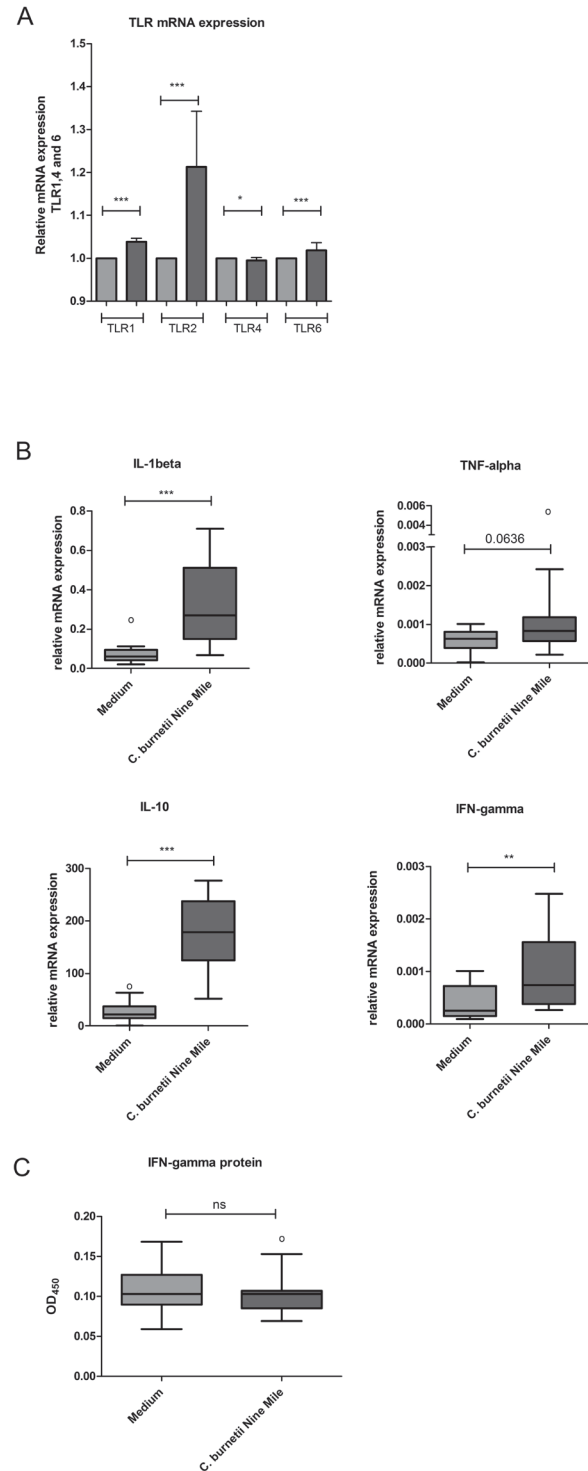 A
TLR mRNA expression
Relative mRNA expression
TLR1,4 and 6
1.5
1.4
1.3
1.2
1.1
1.0
0.9
***
***
*
***
TLR1
TLR2
TLR4
TLR6
B
IL-1beta
relative mRNA expression
0.8
0.6
0.4
0.2
0.0
***
Medium
C. burnetii Nine Mile
TNF-alpha
relative mRNA expression
0.006
0.004
0.003
0.002
0.001
0.000
0.0636
Medium
C. burnetii Nine Mile
IL-10
relative mRNA expression
300
200
100
0
***
Medium
C. burnetii Nine Mile
IFN-gamma
relative mRNA expression
0.003
0.002
0.001
0.000
**
Medium
C. burnetii Nine Mile
C
IFN-gamma protein
OD450
0.20
0.15
0.10
0.05
0.00
ns
Medium
C. burnetii Nine Mile